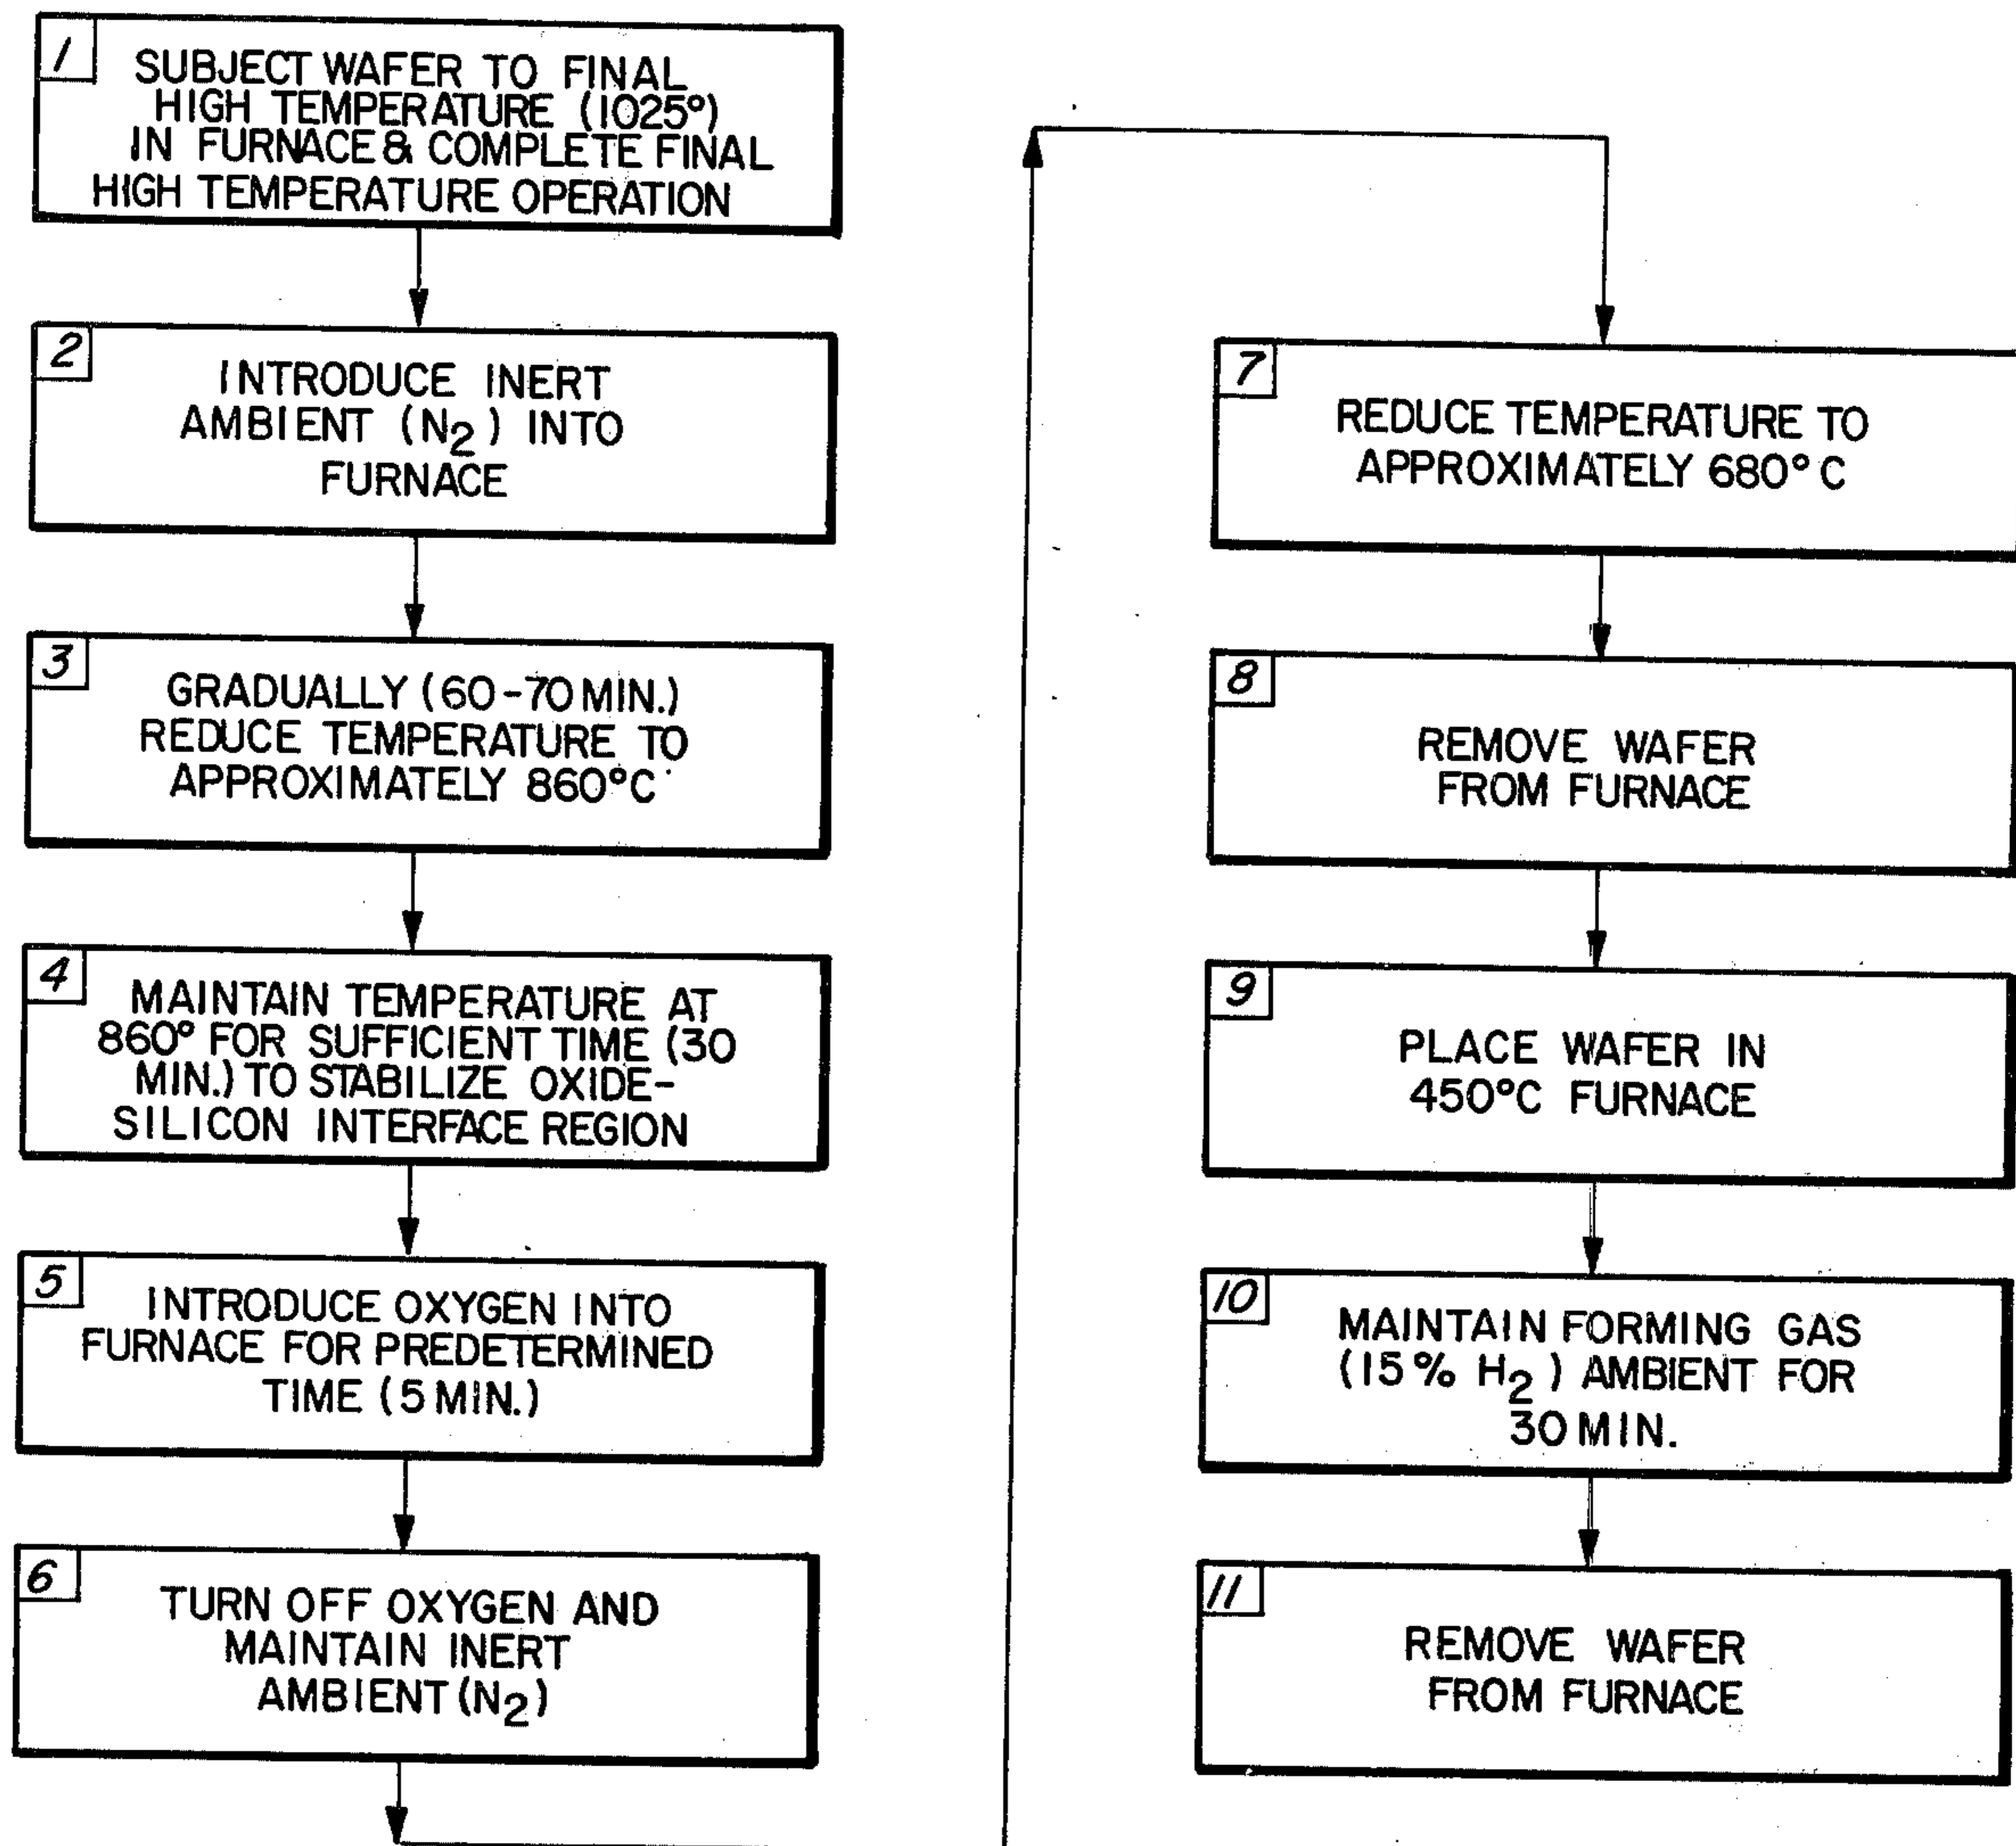 1
SUBJECT WAFER TO FINAL
HIGH TEMPERATURE (1025°)
IN FURNACE & COMPLETE FINAL
HIGH TEMPERATURE OPERATION
2
INTRODUCE INERT
AMBIENT (N2) INTO
FURNACE
3
GRADUALLY (60-70 MIN.)
REDUCE TEMPERATURE TO
APPROXIMATELY 860°C
4
MAINTAIN TEMPERATURE AT
860° FOR SUFFICIENT TIME (30
MIN.) TO STABILIZE OXIDE-
SILICON INTERFACE REGION
5
INTRODUCE OXYGEN INTO
FURNACE FOR PREDETERMINED
TIME (5 MIN.)
6
TURN OFF OXYGEN AND
MAINTAIN INERT
AMBIENT (N2)
7
REDUCE TEMPERATURE TO
APPROXIMATELY 680°C
8
REMOVE WAFER
FROM FURNACE
9
PLACE WAFER IN
450°C FURNACE
10
MAINTAIN FORMING GAS
(15% H2) AMBIENT FOR
30 MIN.
11
REMOVE WAFER
FROM FURNACE